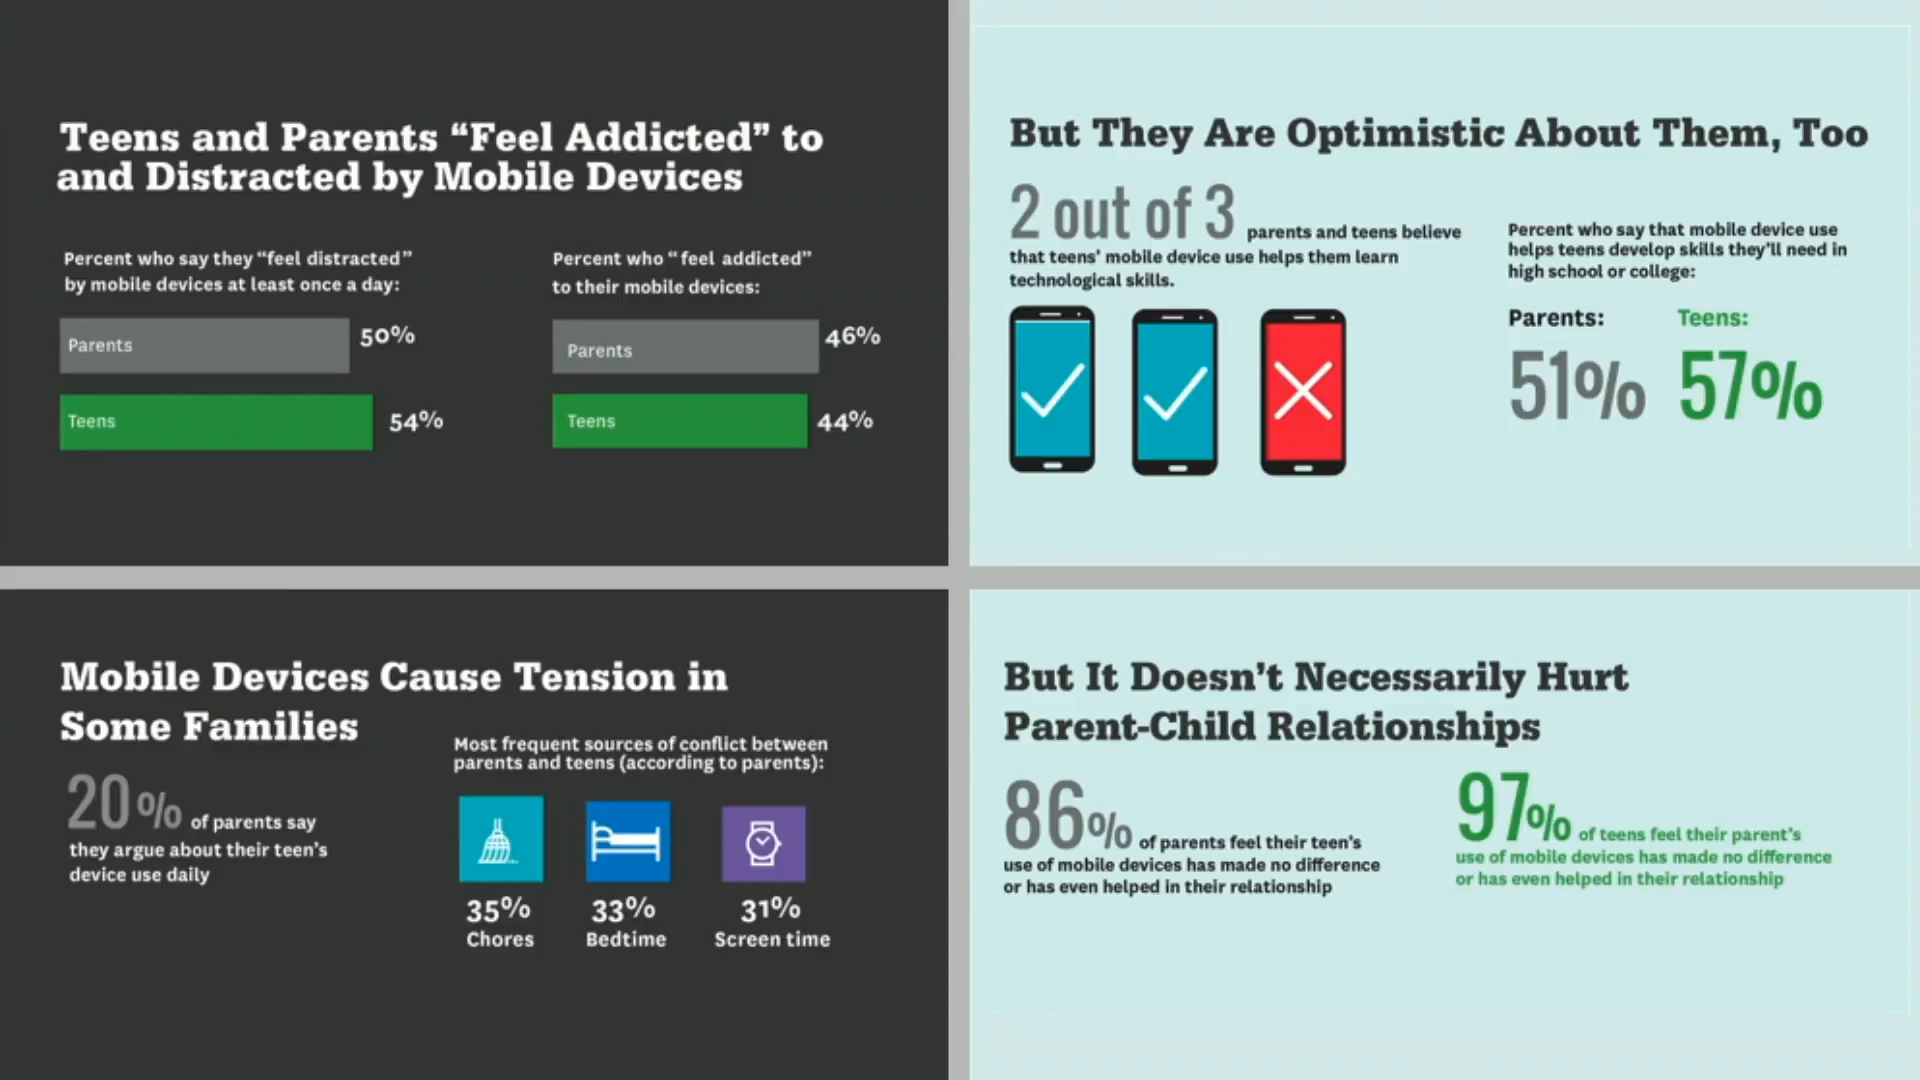 Teens and Parents “Feel Addicted” to
and Distracted by Mobile Devices
Percent who say they “feel distracted”
by mobile devices at least once a day:
Parents
50%
Teens
54%
Percent who “feel addicted”
to their mobile devices:
Parents
46%
Teens
44%
But They Are Optimistic About Them, Too
2 out of 3 parents and teens believe
that teens’ mobile device use helps them learn
technological skills.
Percent who say that mobile device use
helps teens develop skills they’ll need in
high school or college:
Parents:
51%
Teens:
57%
Mobile Devices Cause Tension in
Some Families
20% of parents say
they argue about their teen’s
device use daily
Most frequent sources of conflict between
parents and teens (according to parents):
35%
Chores
33%
Bedtime
31%
Screen time
But It Doesn’t Necessarily Hurt
Parent-Child Relationships
86% of parents feel their teen’s
use of mobile devices has made no difference
or has even helped in their relationship
97% of teens feel their parent’s
use of mobile devices has made no difference
or has even helped in their relationship